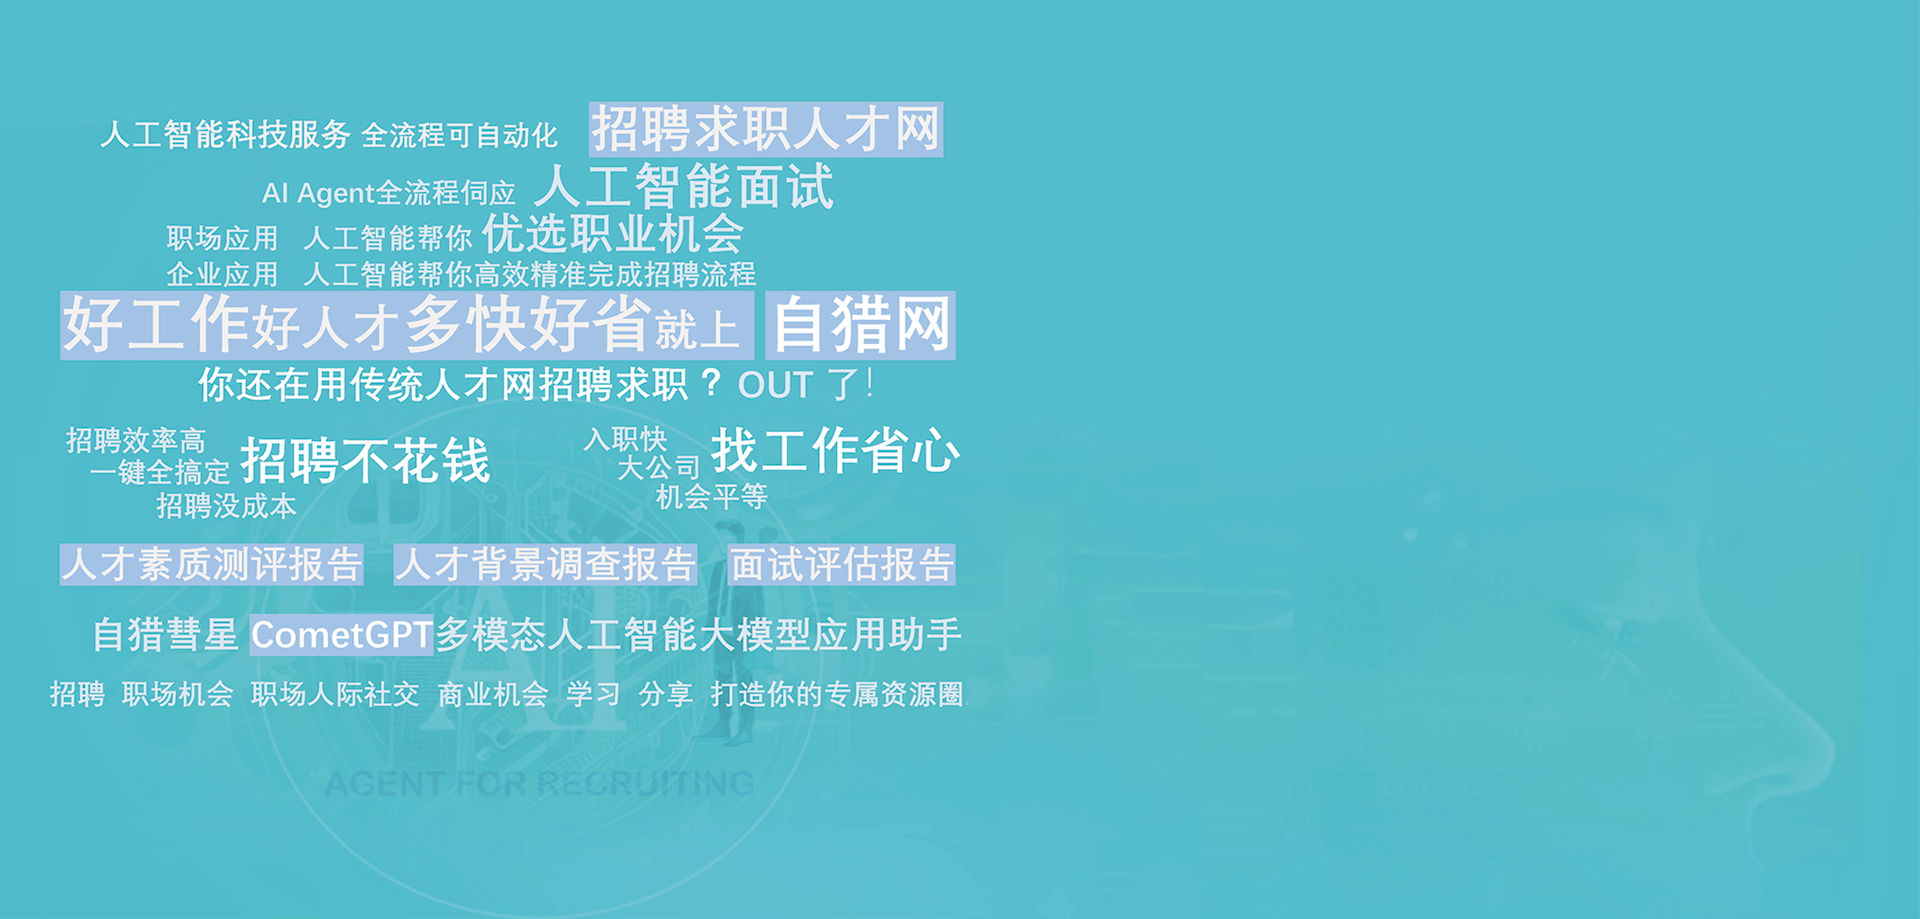 人工智能科技服务 全流程可自动化 招聘求职人才网
AI Agent全流程伺应 人工智能面试
职场应用 人工智能帮你 优选职业机会
企业应用 人工智能帮你高效精准完成招聘流程
好工作好人才多快好省就上 自猎网
你还在用传统人才网招聘求职？OUT 了！
招聘效率高
一键全搞定
招聘没成本
招聘不花钱
入职快
大公司
机会平等
找工作省心
人才素质测评报告 人才背景调查报告 面试评估报告
自猎彗星 CometGPT多模态人工智能大模型应用助手
招聘 职场机会 职场人际社交 商业机会 学习 分享 打造你的专属资源圈
AI
AGENT FOR RECRUITING